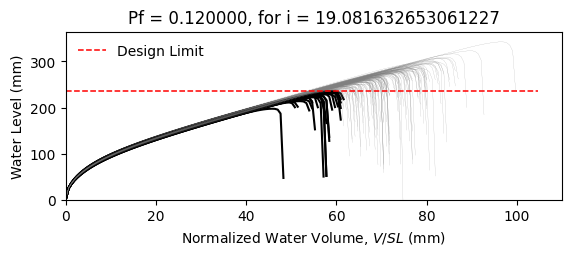 Pf = 0.120000, for i = 19.081632653061227
Design Limit
Water Level (mm)
300
200
100
0
0 20 40 60 80 100
Normalized Water Volume, V/SL (mm)